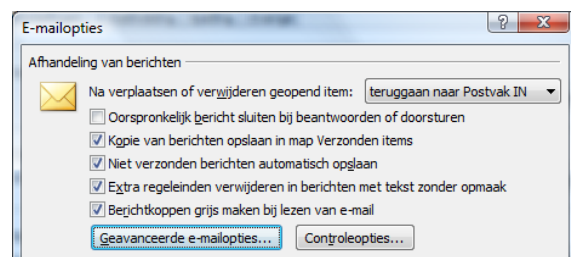 E-mailopties
Afhandeling van berichten
Na verplaatsen of verwijderen geopend item: teruggaan naar Postvak IN
Oorspronkelijk bericht sluiten bij beantwoorden of doorsturen
Kopie van berichten opslaan in map Verzonden items
Niet verzonden berichten automatisch opslaan
Extra regeleinden verwijderen in berichten met tekst zonder opmaak
Berichtkoppen grijs maken bij lezen van e-mail
Geavanceerde e-mailopties... Controleopties...